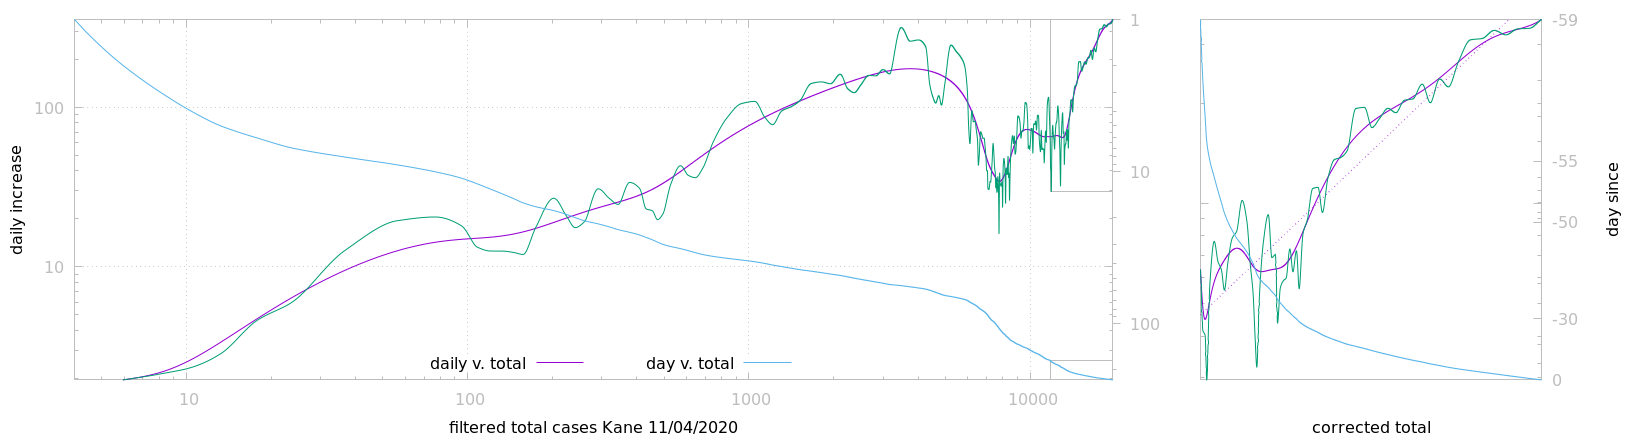 daily increase
100
10
10
100
1000
10000
1
10
100
daily v. total
day v. total
filtered total cases Kane 11/04/2020
-59
-55
-50
-30
0
day since
corrected total